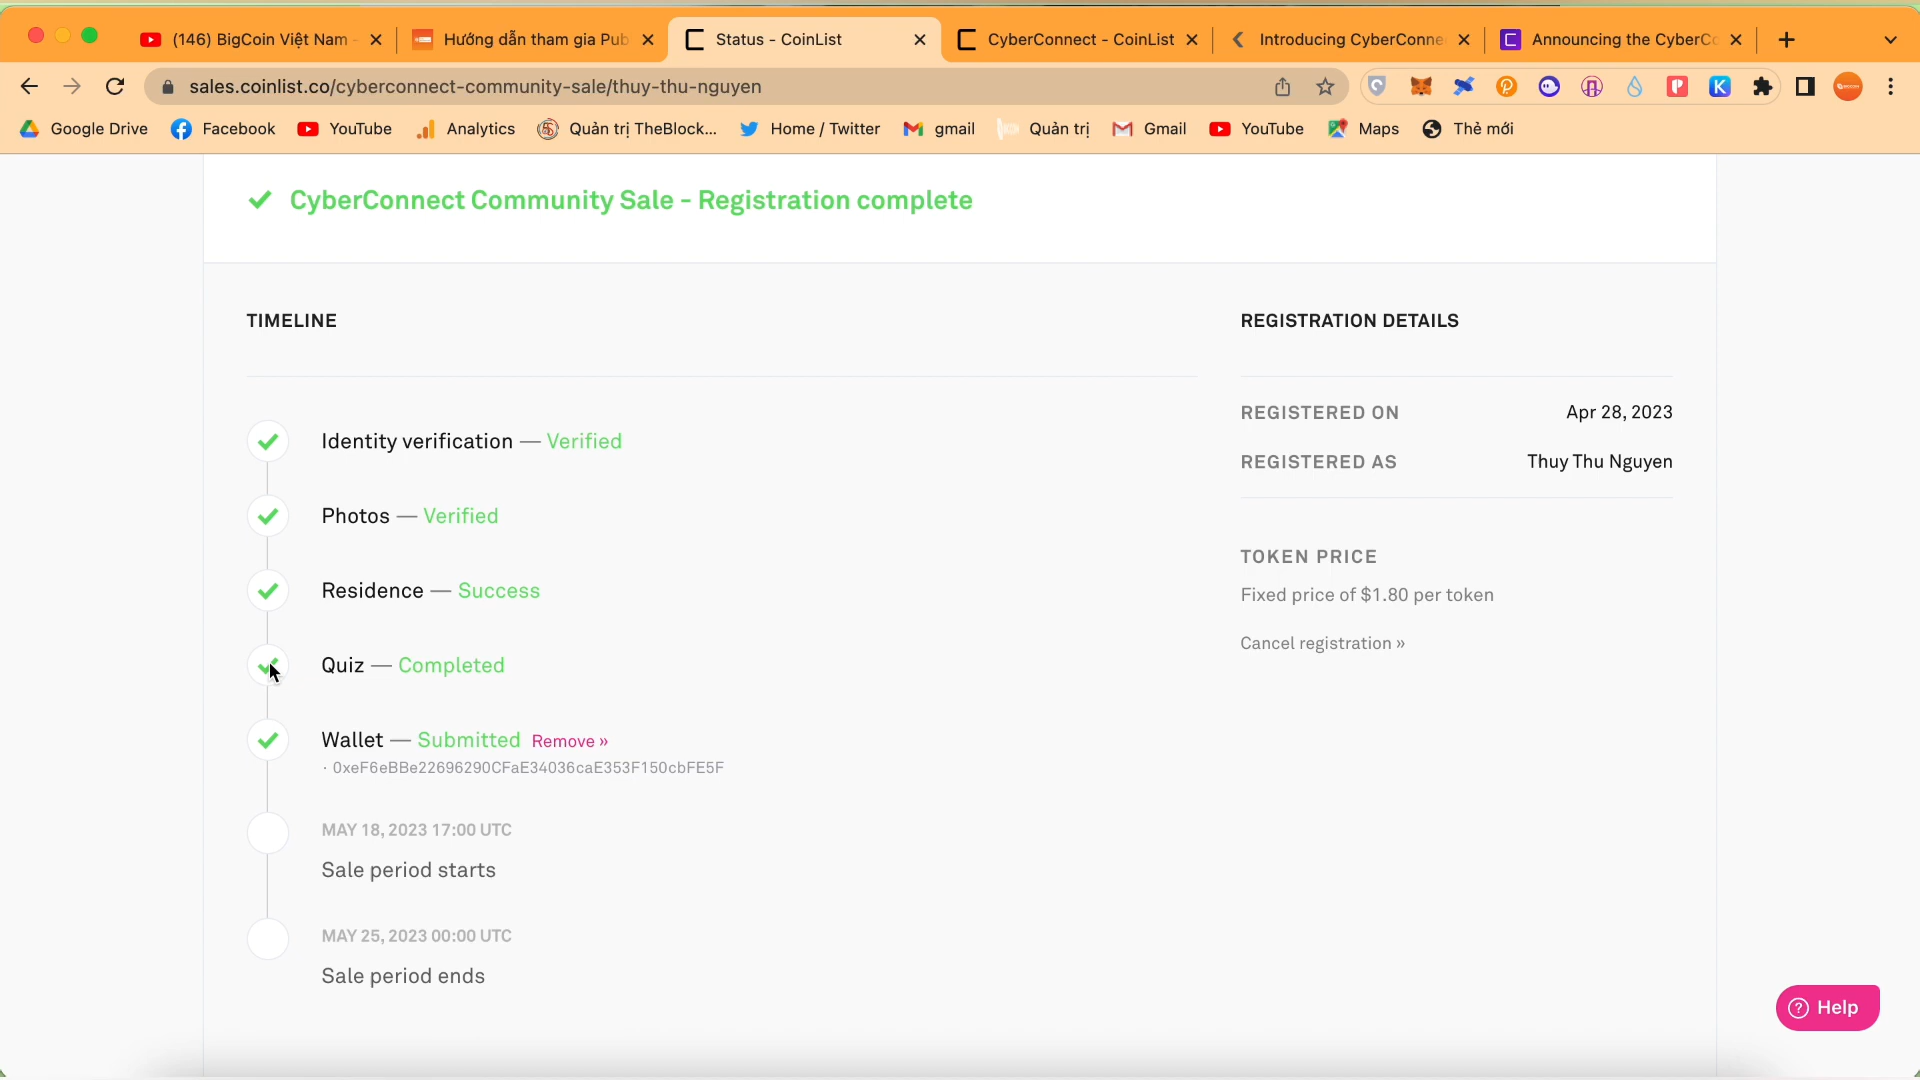 (146) BigCoin Việt Nam -
Hướng dẫn tham gia Pub
Status - CoinList
CyberConnect - CoinList
Introducing CyberConne
Announcing the CyberCo
sales.coinlist.co/cyberconnect-community-sale/thuy-thu-nguyen
Google Drive
Facebook
YouTube
Analytics
Quản trị TheBlock...
Home / Twitter
gmail
Quản trị
Gmail
YouTube
Maps
Thẻ mới
CyberConnect Community Sale - Registration complete
TIMELINE
Identity verification — Verified
Photos — Verified
Residence — Success
Quiz — Completed
Wallet — Submitted Remove »
· 0xeF6eBBe22696290CFaE34036caE353F150cbFE5F
MAY 18, 2023 17:00 UTC
Sale period starts
MAY 25, 2023 00:00 UTC
Sale period ends
REGISTRATION DETAILS
REGISTERED ON Apr 28, 2023
REGISTERED AS Thuy Thu Nguyen
TOKEN PRICE
Fixed price of $1.80 per token
Cancel registration »
Help